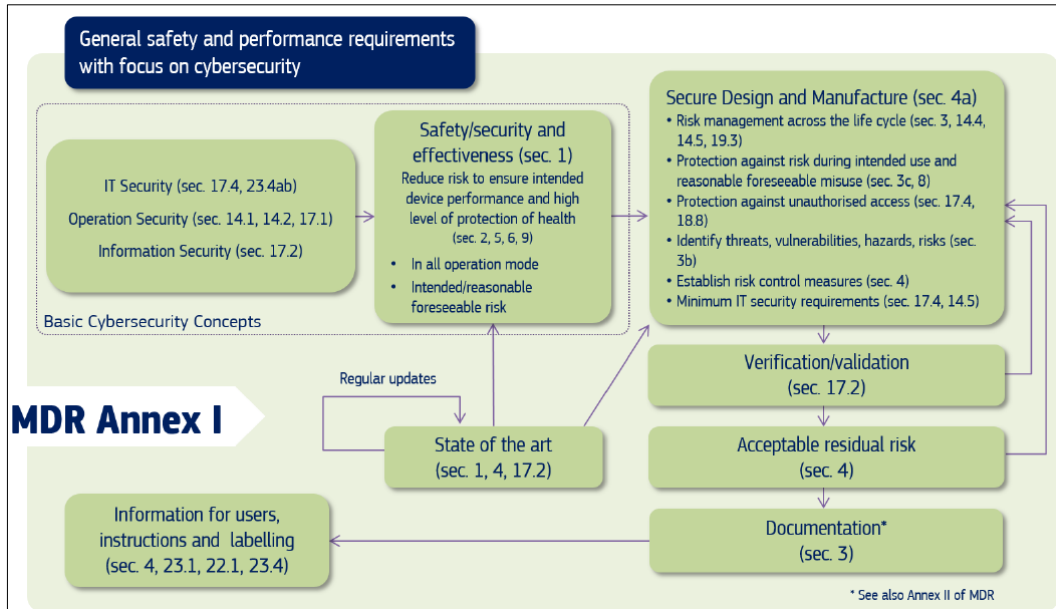 General safety and performance requirements
with focus on cybersecurity
IT Security (sec. 17.4, 23.4ab)
Operation Security (sec. 14.1, 14.2, 17.1)
Information Security (sec. 17.2)
Basic Cybersecurity Concepts
Safety/security and
effectiveness (sec. 1)
Reduce risk to ensure intended
device performance and high
level of protection of health
(sec. 2, 5, 6, 9)
• In all operation mode
• Intended/reasonable
foreseeable risk
Secure Design and Manufacture (sec. 4a)
• Risk management across the life cycle (sec. 3, 14.4,
14.5, 19.3)
• Protection against risk during intended use and
reasonable foreseeable misuse (sec. 3c, 8)
• Protection against unauthorised access (sec. 17.4,
18.8)
• Identify threats, vulnerabilities, hazards, risks (sec.
3b)
• Establish risk control measures (sec. 4)
• Minimum IT security requirements (sec. 17.4, 14.5)
Verification/validation
(sec. 17.2)
Regular updates
MDR Annex I
State of the art
(sec. 1, 4, 17.2)
Acceptable residual risk
(sec. 4)
Information for users,
instructions and labelling
(sec. 4, 23.1, 22.1, 23.4)
Documentation*
(sec. 3)
* See also Annex II of MDR